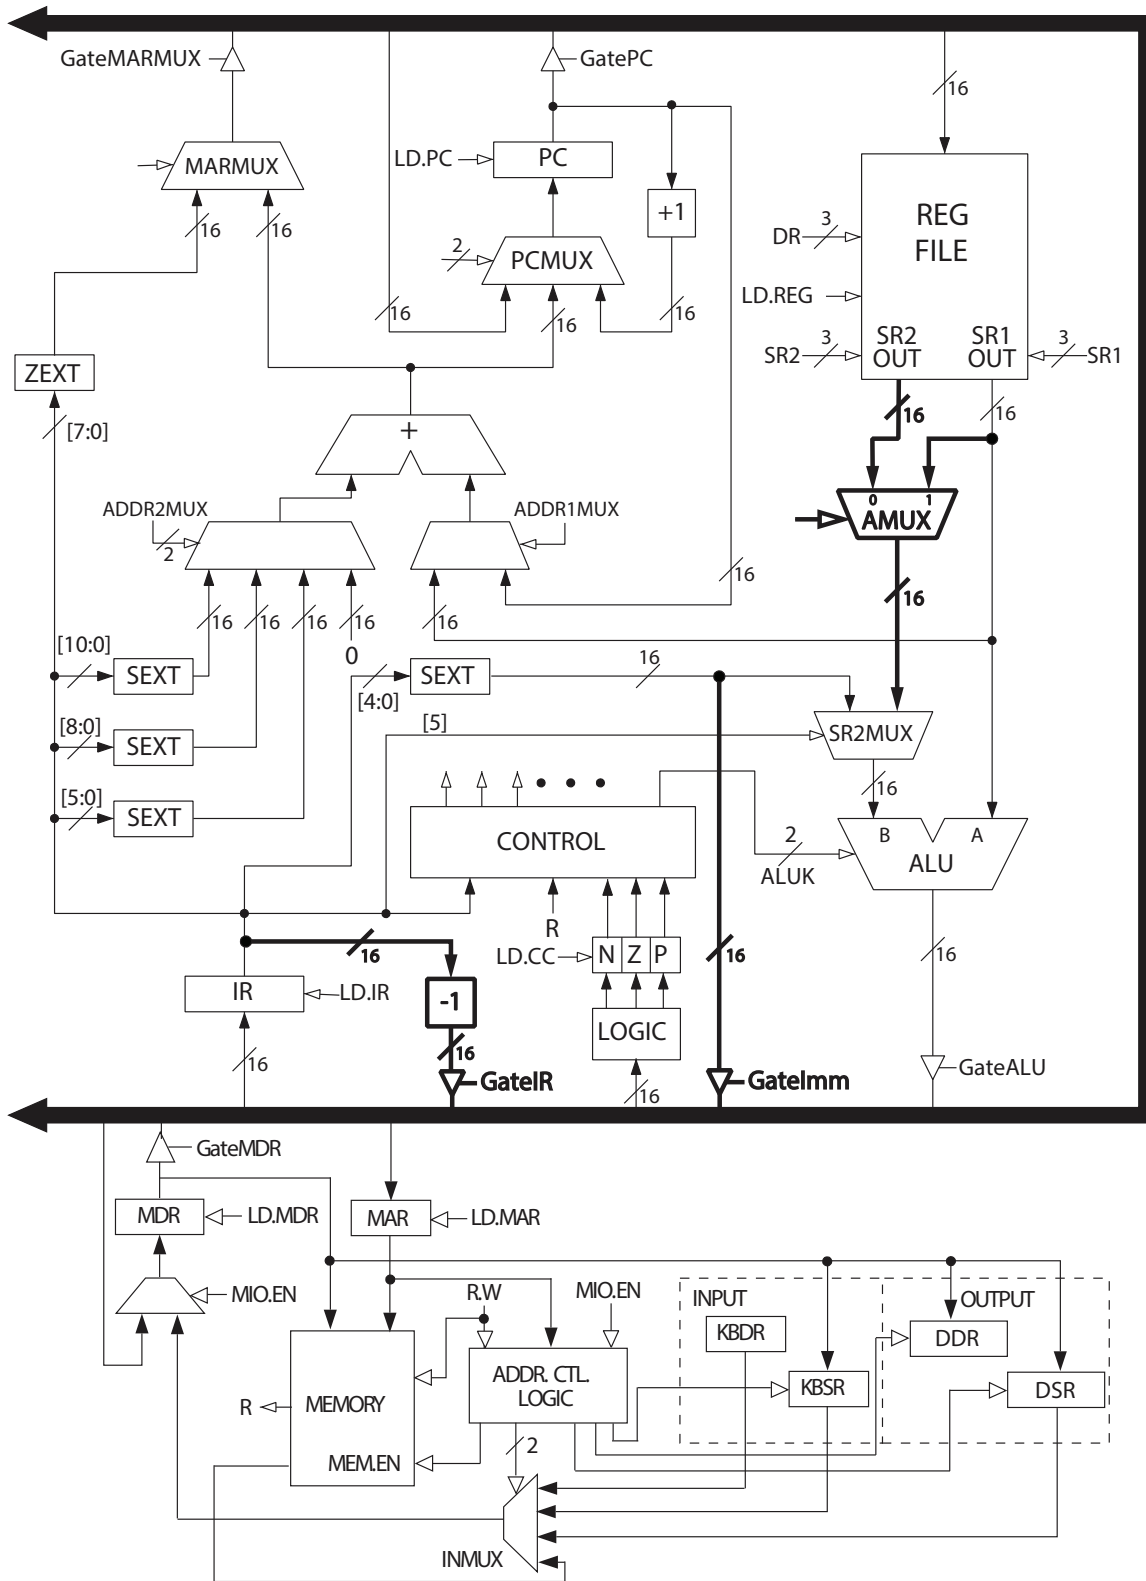 GateMARMUX
GatePC
16
MARMUX
LD.PC
PC
+1
REG
FILE
16
16
2
PCMUX
DR
3
LD.REG
16
16
16
SR2
3
SR2
OUT
SR1
OUT
3
SR1
ZEXT
[7:0]
16
16
+
0
1
AMUX
ADDR2MUX
2
ADDR1MUX
16
16
16
16
16
16
16
0
[10:0]
SEXT
[4:0]
SEXT
16
[8:0]
SEXT
[5]
SR2MUX
16
[5:0]
SEXT
CONTROL
2
ALUK
B
A
ALU
R
16
LD.CC
N
Z
P
16
16
IR
LD.IR
-1
LOGIC
16
16
GateIR
16
GateImm
GateALU
GateMDR
MDR
LD.MDR
MAR
LD.MAR
MIO.EN
R.W
MIO.EN
INPUT
KBDR
OUTPUT
DDR
MEMORY
R
MEM.EN
ADDR. CTL.
LOGIC
2
KBSR
DSR
INMUX